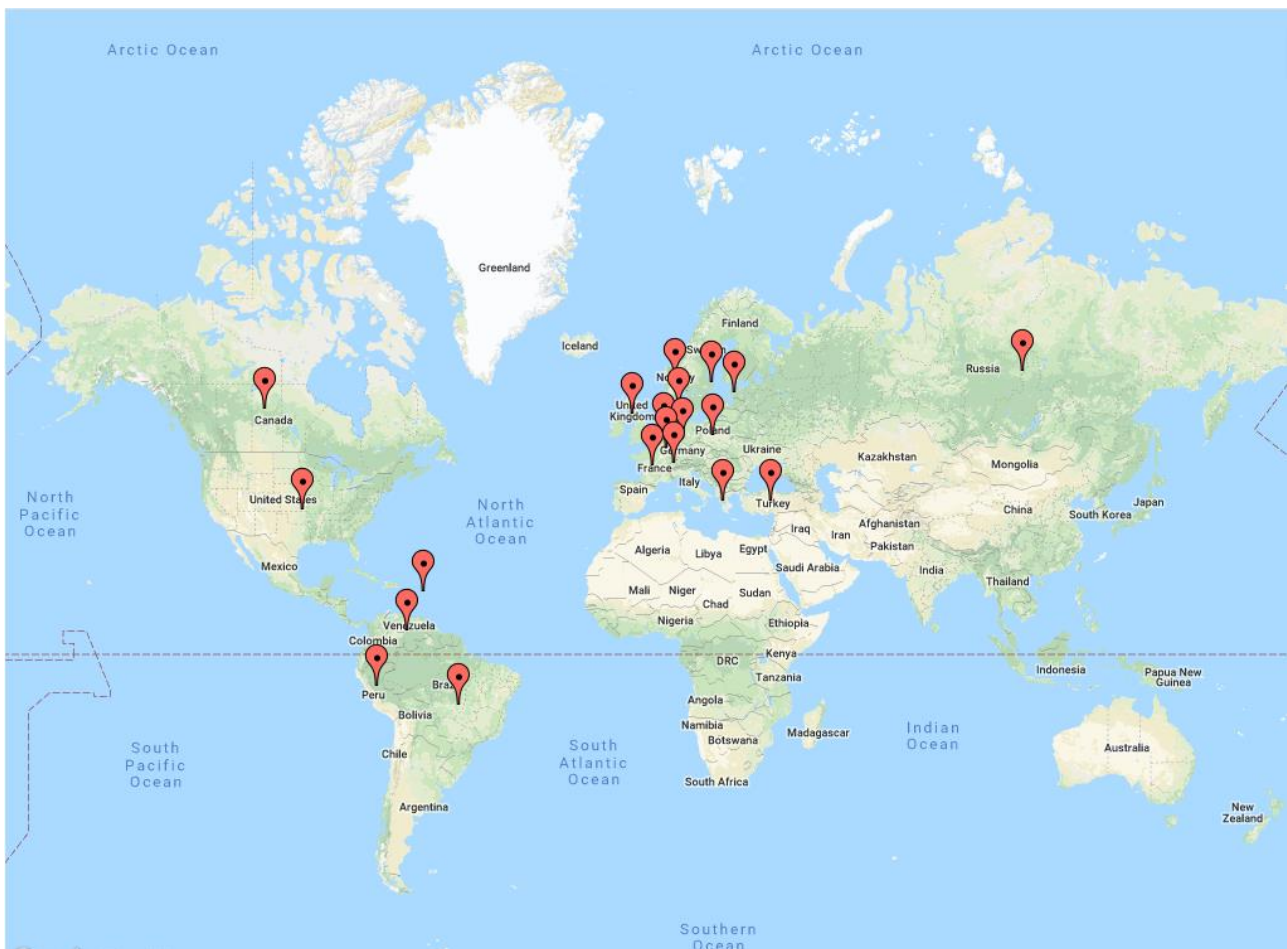 Arctic Ocean
Arctic Ocean
Greenland
Iceland
Finland
Sweden
Norway
Russia
United
Kingdom
Canada
Poland
Germany
Ukraine
France
Kazakhstan
Mongolia
Italy
Spain
Turkey
United States
North
Pacific
Ocean
North
Atlantic
Ocean
Japan
South Korea
China
Iraq
Iran
Afghanistan
Pakistan
Algeria
Libya
Egypt
Saudi Arabia
India
Mexico
Mali
Niger
Chad
Sudan
Thailand
Nigeria
Ethiopia
Venezuela
Colombia
Kenya
DRC
Tanzania
Indonesia
Papua New
Guinea
Peru
Brazil
Bolivia
Angola
Namibia
Botswana
Madagascar
Indian
Ocean
South
Pacific
Ocean
South
Atlantic
Ocean
Chile
Australia
South Africa
Argentina
New
Zealand
Southern
Ocean